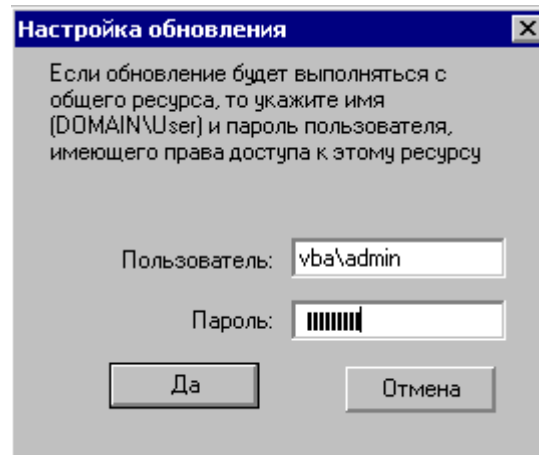 Настройка обновления
Если обновление будет выполняться с
общего ресурса, то укажите имя
(DOMAIN\User) и пароль пользователя,
имеющего права доступа к этому ресурсу
Пользователь: vba\admin
Пароль:
Да Отмена